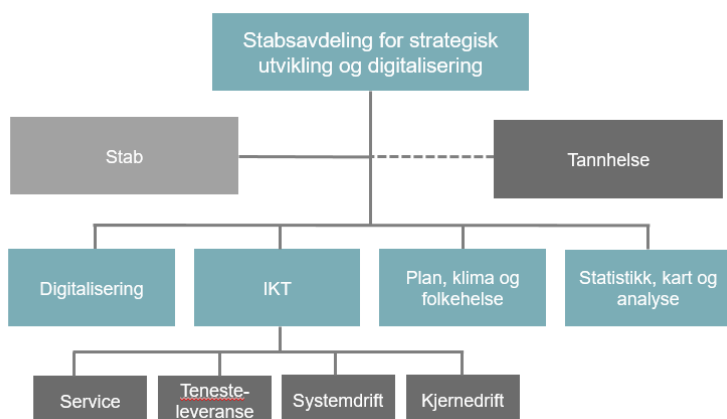 Stabsavdeling for strategisk
utvikling og digitalisering
Stab
Tannhelse
Digitalisering
IKT
Plan, klima og
folkehelse
Statistikk, kart og
analyse
Service
Teneste-
leveranse
Systemdrift
Kjernedrift